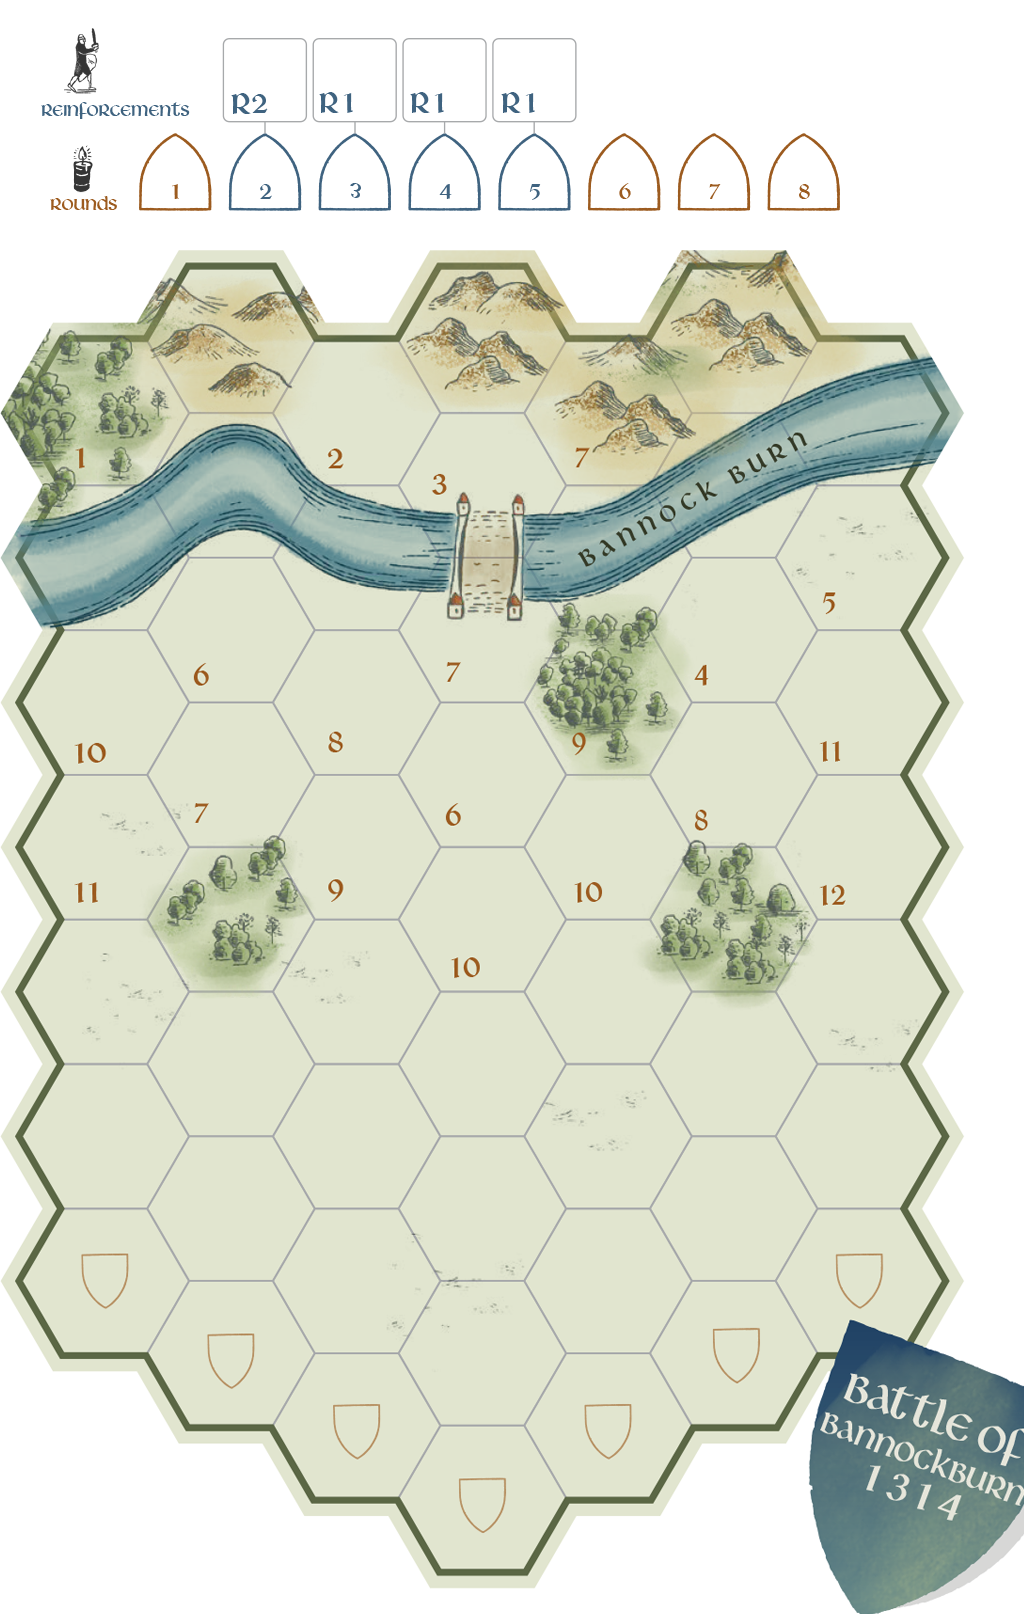 R2 R1 R1 R1
Reinforcements
Rounds 1 2 3 4 5 6 7 8
BANNOCK BURN
1 2 7
3
5
6 7 4
10 8 9 11
7 6 8
11 9 10 12
10
Battle of
Bannockburn
1314